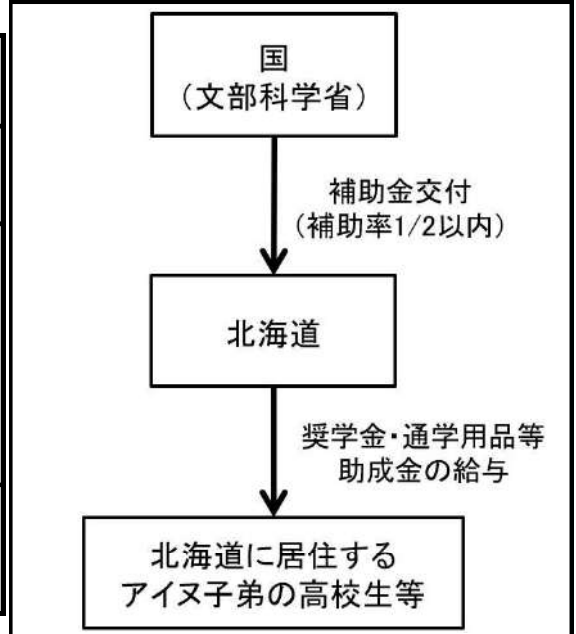 国
（文部科学省）
補助金交付
（補助率1/2以内）
北海道
奨学金・通学用品等
助成金の給与
北海道に居住する
アイヌ子弟の高校生等